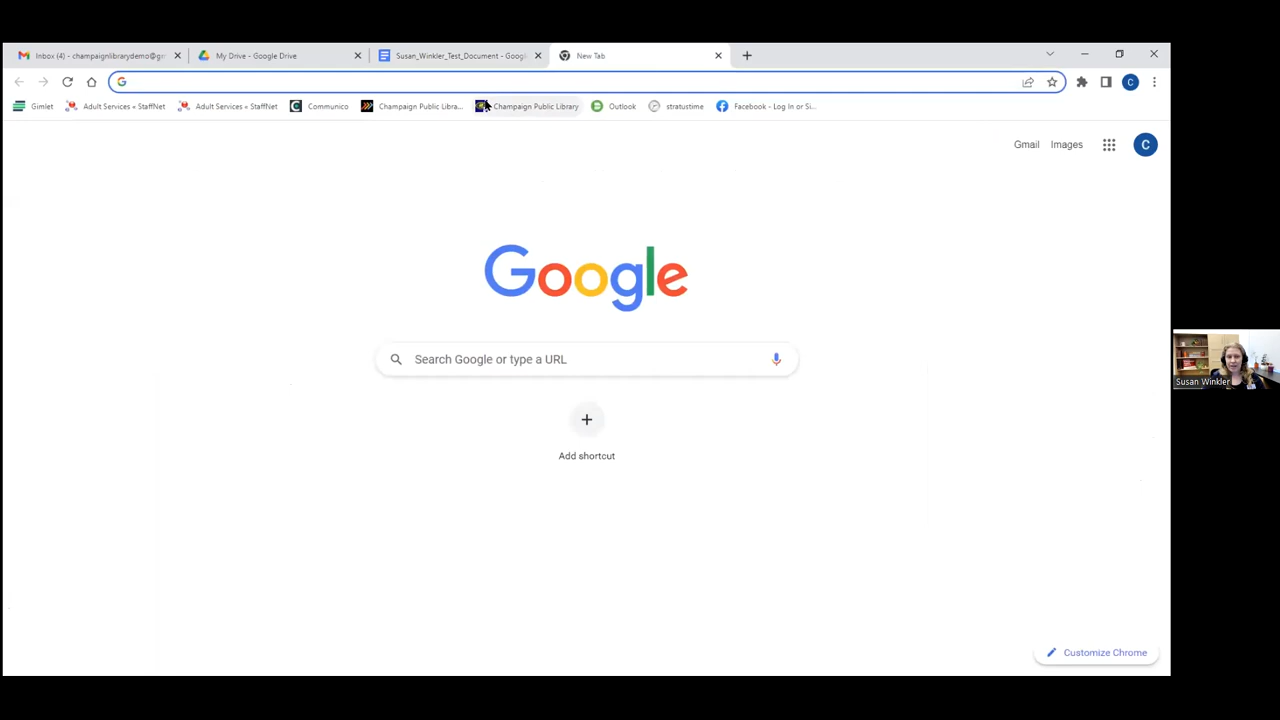 Inbox (4) - champaignlibrarydemo@gm
My Drive - Google Drive
Susan_Winkler_Test_Document - Googl
New Tab
Gimlet
Adult Services « StaffNet
Adult Services « StaffNet
Communico
Champaign Public Libra...
Champaign Public Library
Outlook
stratustime
Facebook - Log In or Si...
Gmail
Images
C
Google
Search Google or type a URL
Add shortcut
Susan Winkler
Customize Chrome